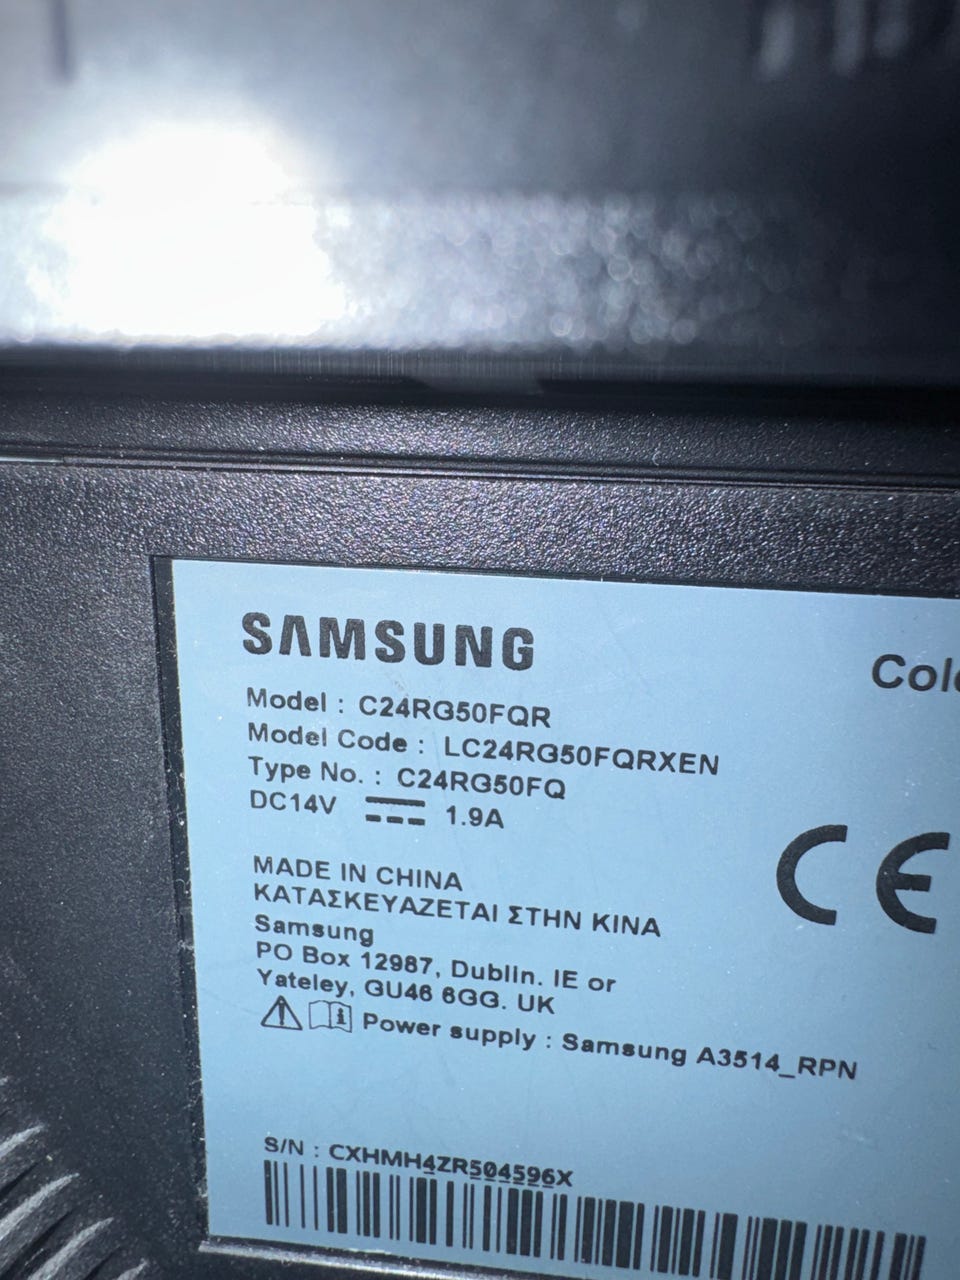 SAMSUNG
Model : C24RG50FQR
Model Code : LC24RG50FQRXEN
Type No. : C24RG50FQ
DC14V ⎓ 1.9A
MADE IN CHINA
ΚΑΤΑΣΚΕΥΑΖΕΤΑΙ ΣΤΗΝ ΚΙΝΑ
Samsung
PO Box 12987, Dublin. IE or
Yateley, GU46 6GG. UK
Power supply : Samsung A3514_RPN
S/N : CXHMH4ZR504596X
CE